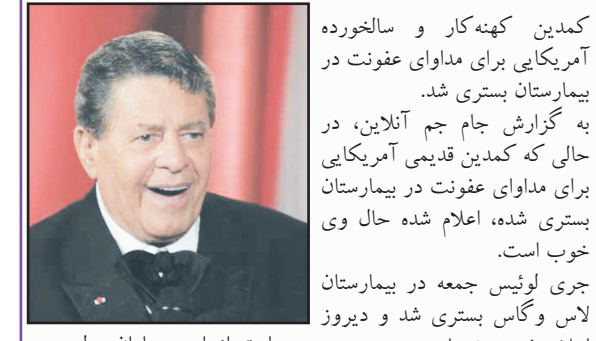 کمدین کهنه‌کار و سالخورده
آمریکایی برای مداوای عفونت در
بیمارستان بستری شد.
به گزارش جام جم آنلاین، در
حالی که کمدین قدیمی آمریکایی
برای مداوای عفونت در بیمارستان
بستری شده، اعلام شده حال وی
خوب است.
جری لوئیس جمعه در بیمارستان
لاس وگاس بستری شد و دیروز